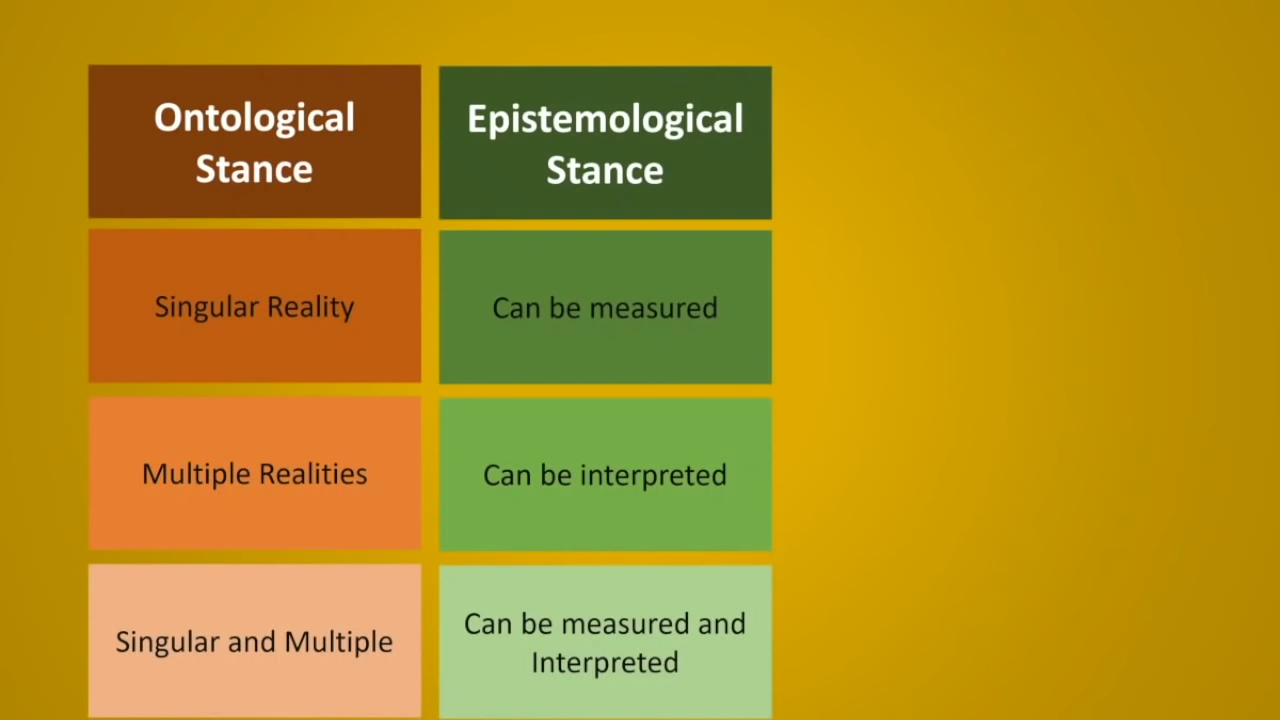 Ontological
Stance
Epistemological
Stance
Singular Reality
Can be measured
Multiple Realities
Can be interpreted
Singular and Multiple
Can be measured and
Interpreted